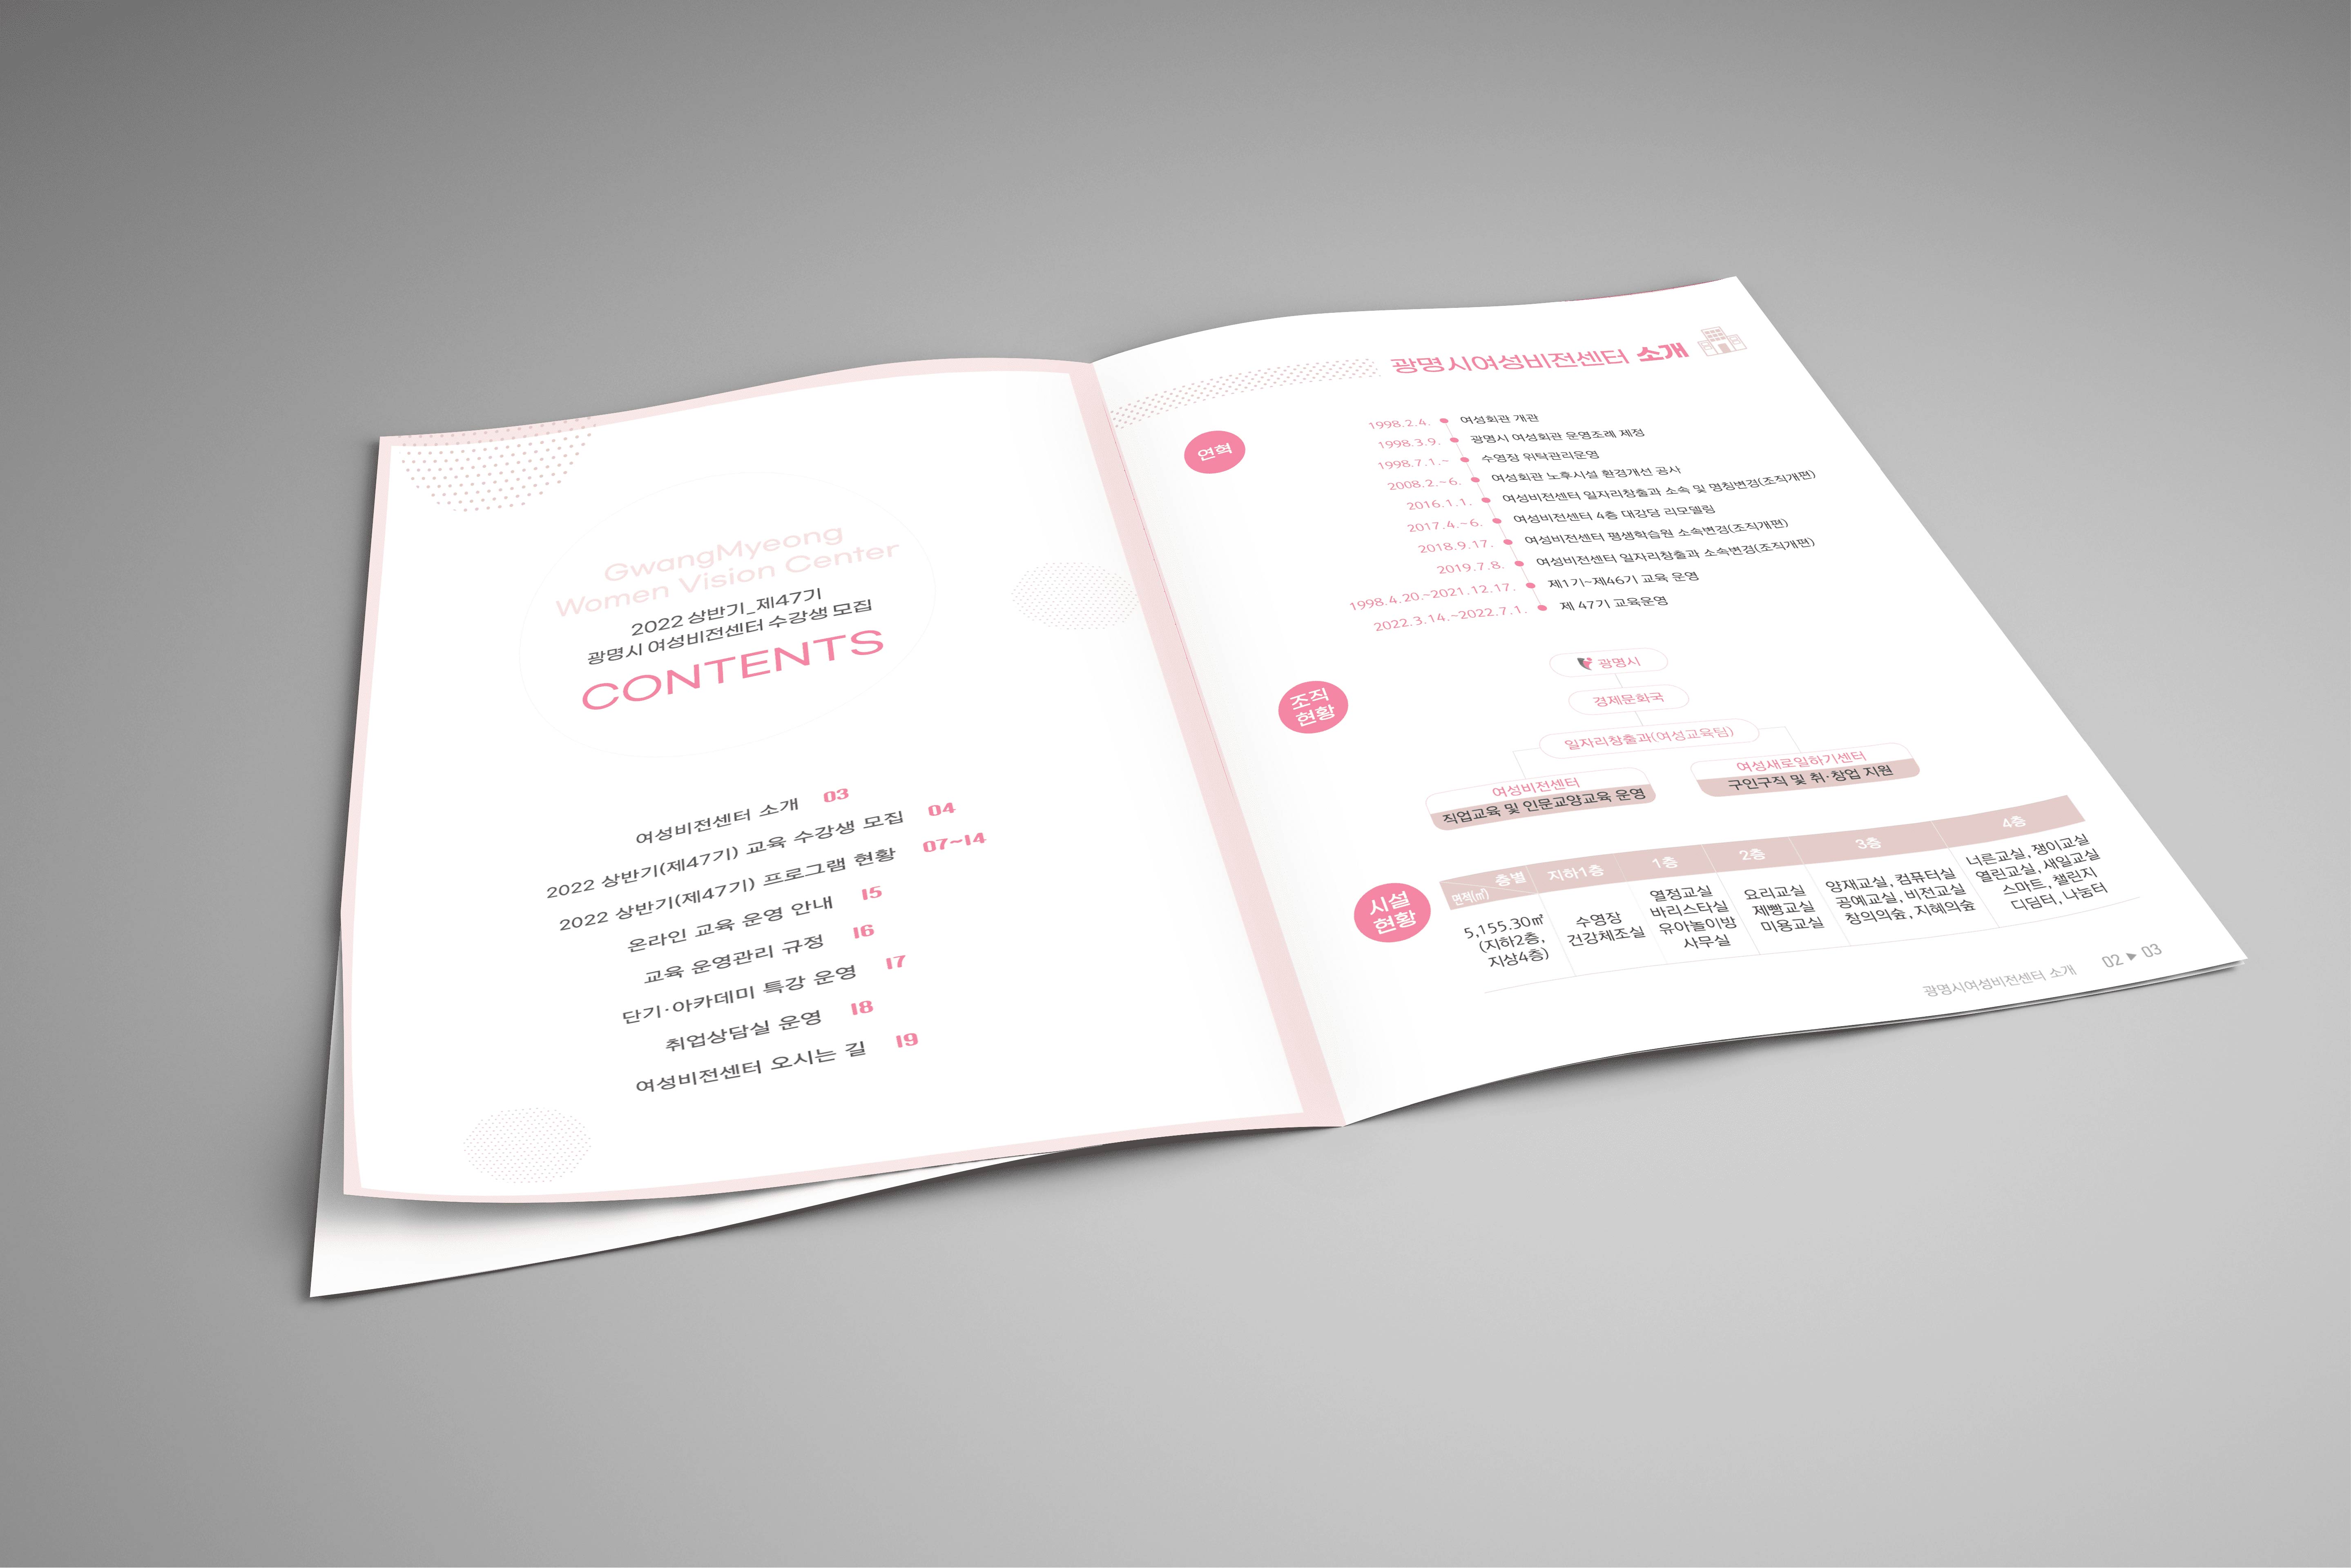 GwangMyeong
Women Vision Center
2022 상반기_제47기
광명시 여성비전센터 수강생 모집
CONTENTS
여성비전센터 소개 03
2022 상반기(제47기) 교육 수강생 모집 04
2022 상반기(제47기) 프로그램 현황 07~14
온라인 교육 운영 안내 15
교육 운영관리 규정 16
단기·아카데미 특강 운영 17
취업상담실 운영 18
여성비전센터 오시는 길 19
광명시여성비전센터 소개
연혁
1998.2.4. 여성회관 개관
1998.3.9. 광명시 여성회관 운영조례 제정
1998.7.1.~ 수영장 위탁관리운영
2008.2.~6. 여성회관 노후시설 환경개선 공사
2016.1.1. 여성비전센터 일자리창출과 소속 및 명칭변경(조직개편)
2017.4.~6. 여성비전센터 4층 대강당 리모델링
2018.9.17. 여성비전센터 평생학습원 소속변경(조직개편)
2019.7.8. 여성비전센터 일자리창출과 소속변경(조직개편)
1998.4.20.~2021.12.17. 제1기~제46기 교육 운영
2022.3.14.~2022.7.1. 제 47기 교육운영
조직
현황
광명시
경제문화국
일자리창출과(여성교육팀)
여성비전센터
직업교육 및 인문교양교육 운영
여성새로일하기센터
구인구직 및 취·창업 지원
시설
현황
층별
면적(㎡)
지하1층
1층
2층
3층
4층
5,155.30㎡
(지하2층,
지상4층)
수영장
건강체조실
열정교실
바리스타실
유아놀이방
사무실
요리교실
제빵교실
미용교실
양재교실, 컴퓨터실
공예교실, 비전교실
창의의숲, 지혜의숲
너른교실, 쟁이교실
열린교실, 새일교실
스마트, 챌린지
디딤터, 나눔터
광명시여성비전센터 소개 02 ▶ 03